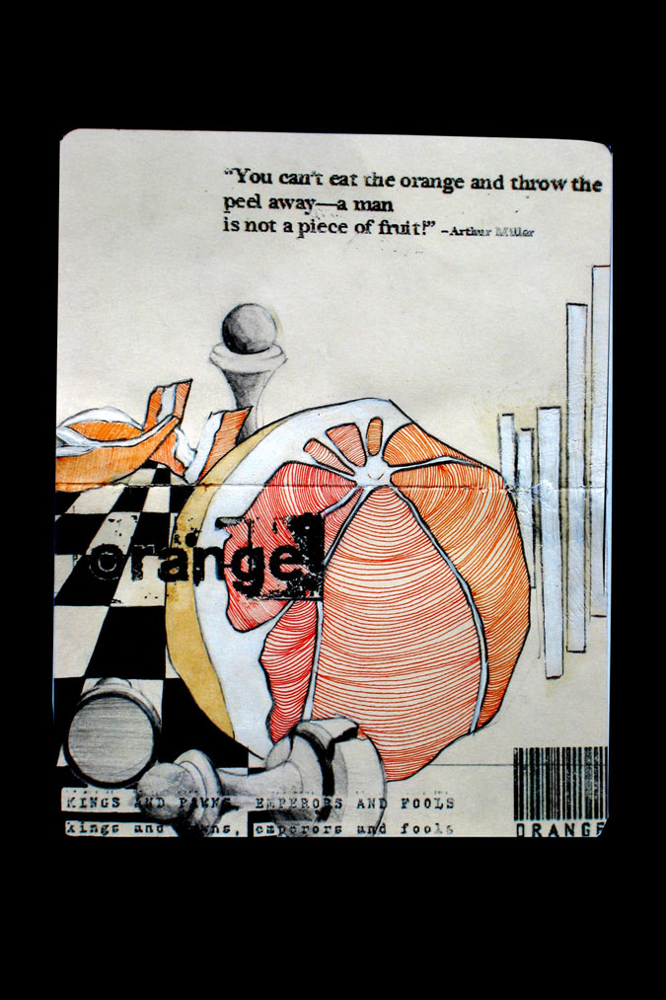 “You can't eat the orange and throw the
peel away—a man
is not a piece of fruit!” -Arthur Miller
orange
KINGS AND PAWNS, EMPERORS AND FOOLS
kings and pawns, emperors and fools
ORANGE